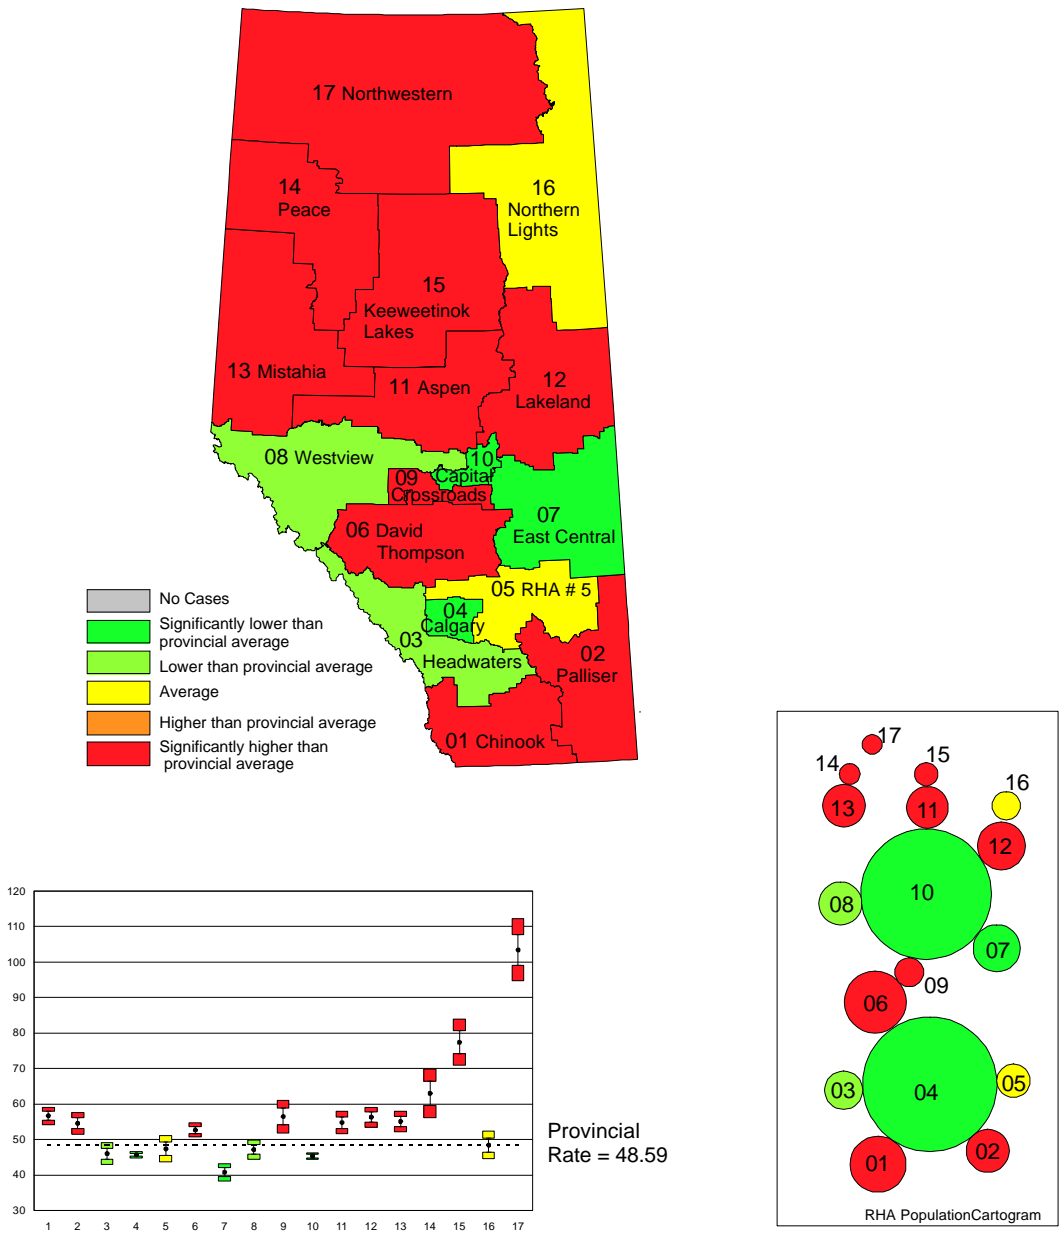 17 Northwestern
14
Peace
16
Northern
Lights
15
Keeweetinok
Lakes
13 Mistahia
11 Aspen
12
Lakeland
08 Westview
10
Capital
09
Crossroads
07
East Central
06 David
Thompson
05 RHA # 5
04
Calgary
03
Headwaters
02
Palliser
01 Chinook
No Cases
Significantly lower than
provincial average
Lower than provincial average
Average
Higher than provincial average
Significantly higher than
provincial average
17
14
15
16
13
11
12
10
08
07
09
06
03
04
05
01
02
RHA PopulationCartogram
120
110
100
90
80
70
60
50
40
30
1 2 3 4 5 6 7 8 9 10 11 12 13 14 15 16 17
Provincial
Rate = 48.59